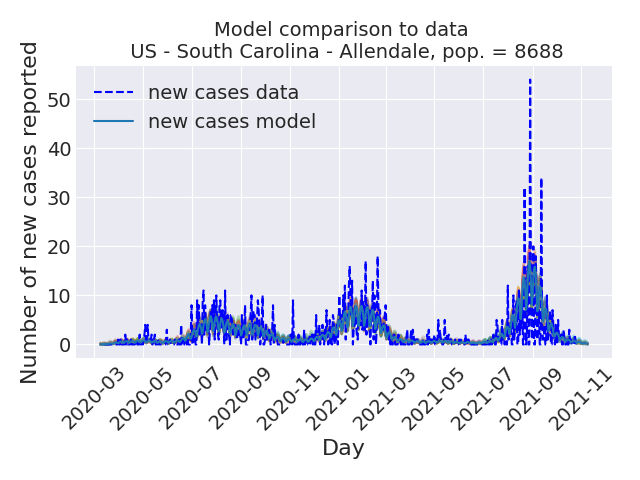 Model comparison to data
US - South Carolina - Allendale, pop. = 8688
Number of new cases reported
50
40
30
20
10
0
new cases data
new cases model
2020-03
2020-05
2020-07
2020-09
2020-11
2021-01
2021-03
2021-05
2021-07
2021-09
2021-11
Day